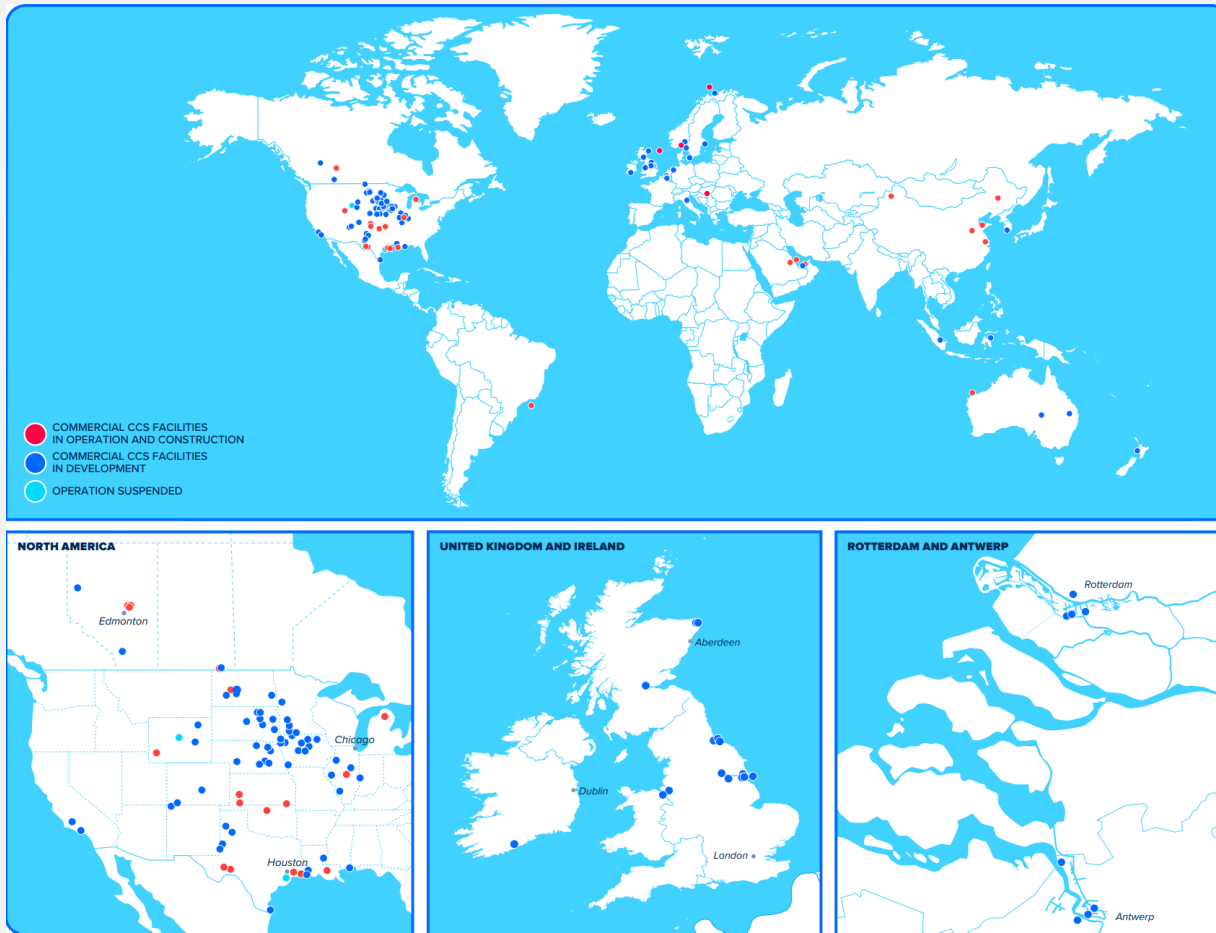 COMMERCIAL CCS FACILITIES
IN OPERATION AND CONSTRUCTION
COMMERCIAL CCS FACILITIES
IN DEVELOPMENT
OPERATION SUSPENDED
NORTH AMERICA
Edmonton
Chicago
Houston
UNITED KINGDOM AND IRELAND
Aberdeen
Dublin
London
ROTTERDAM AND ANTWERP
Rotterdam
Antwerp